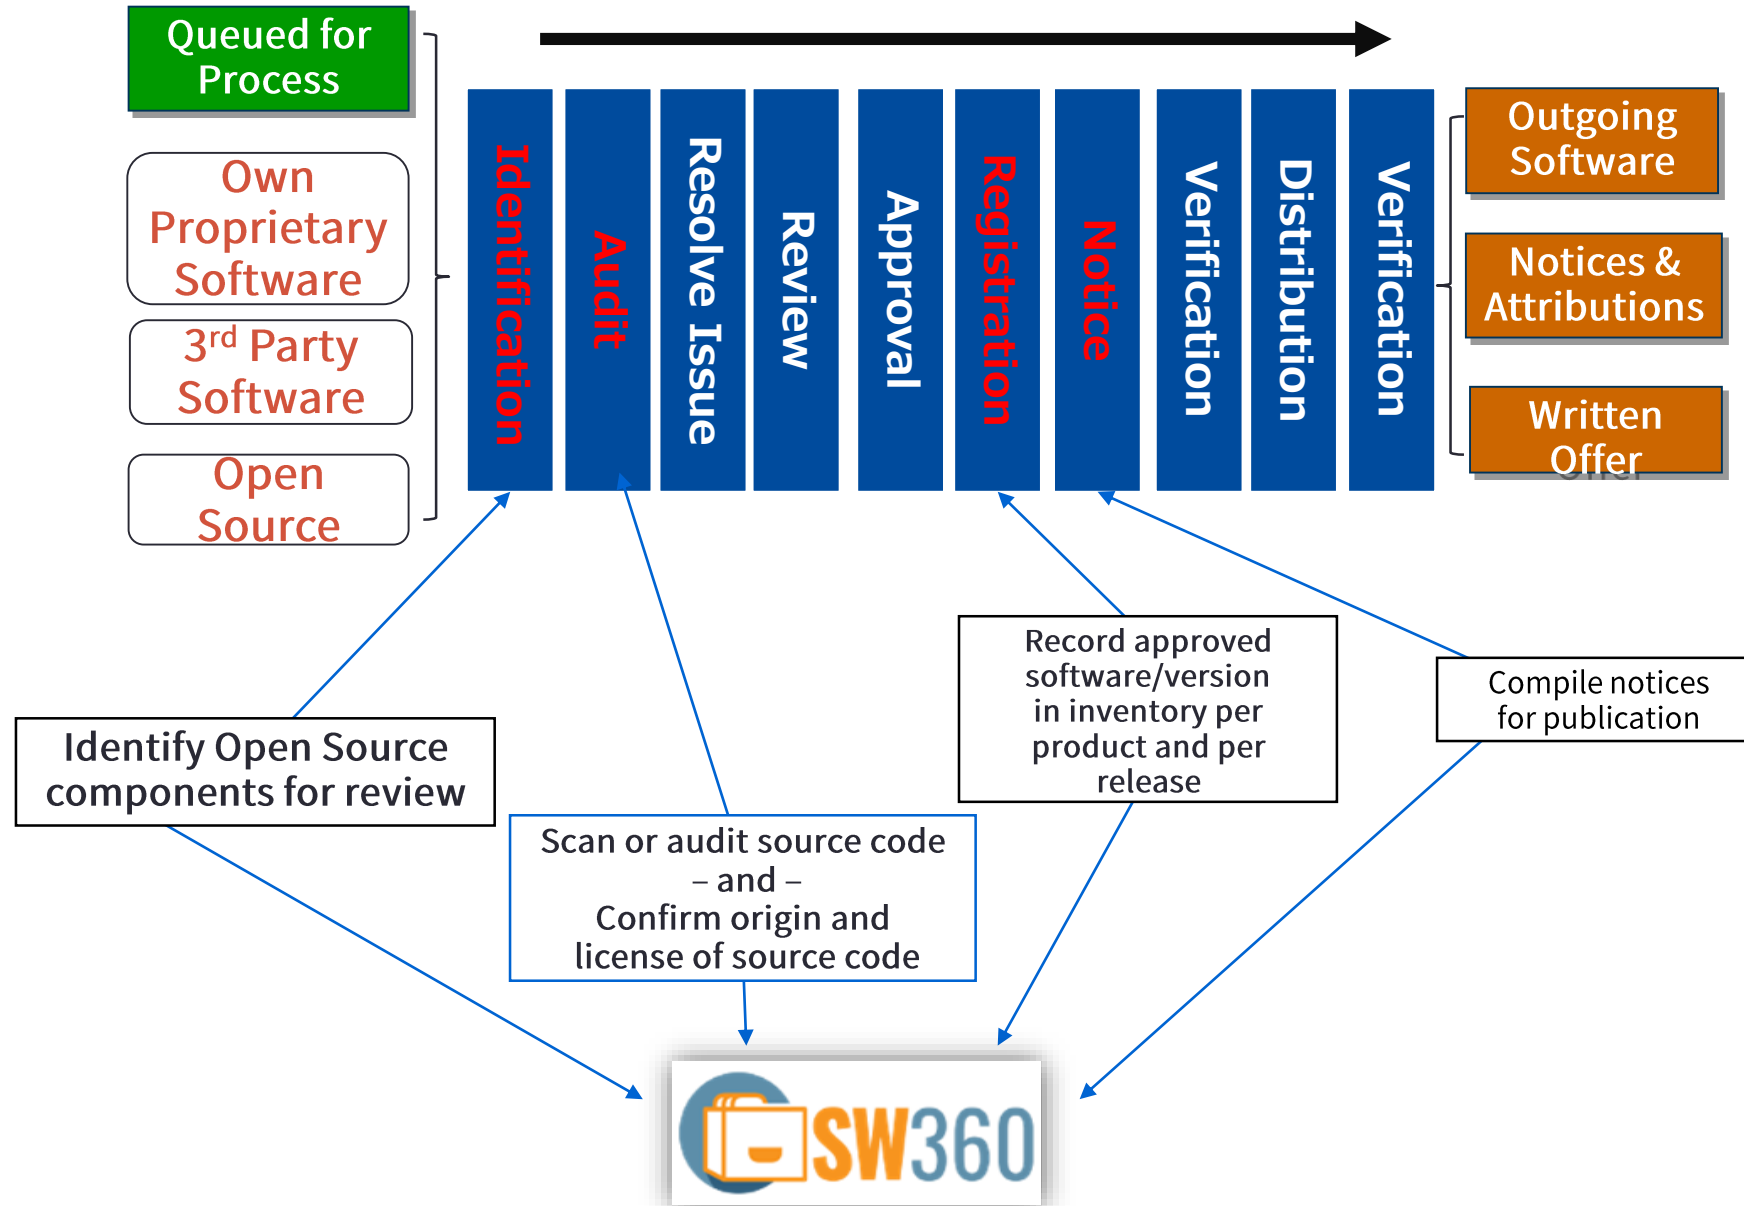 Queued for
Process
Own
Proprietary
Software
3rd Party
Software
Open
Source
Identification
Audit
Resolve Issue
Review
Approval
Registration
Notice
Verification
Distribution
Verification
Outgoing
Software
Notices &
Attributions
Written
Offer
Identify Open Source
components for review
Scan or audit source code
– and –
Confirm origin and
license of source code
Record approved
software/version
in inventory per
product and per
release
Compile notices
for publication
SW360